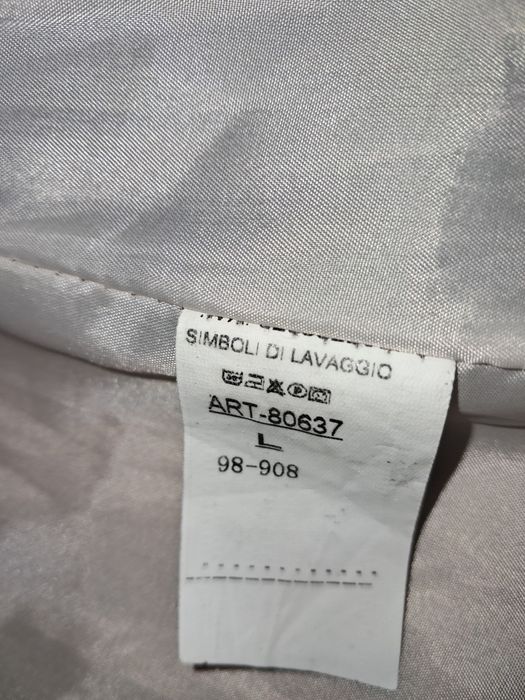 SIMBOLI DI LAVAGGIO
ART-80637
L
98-908